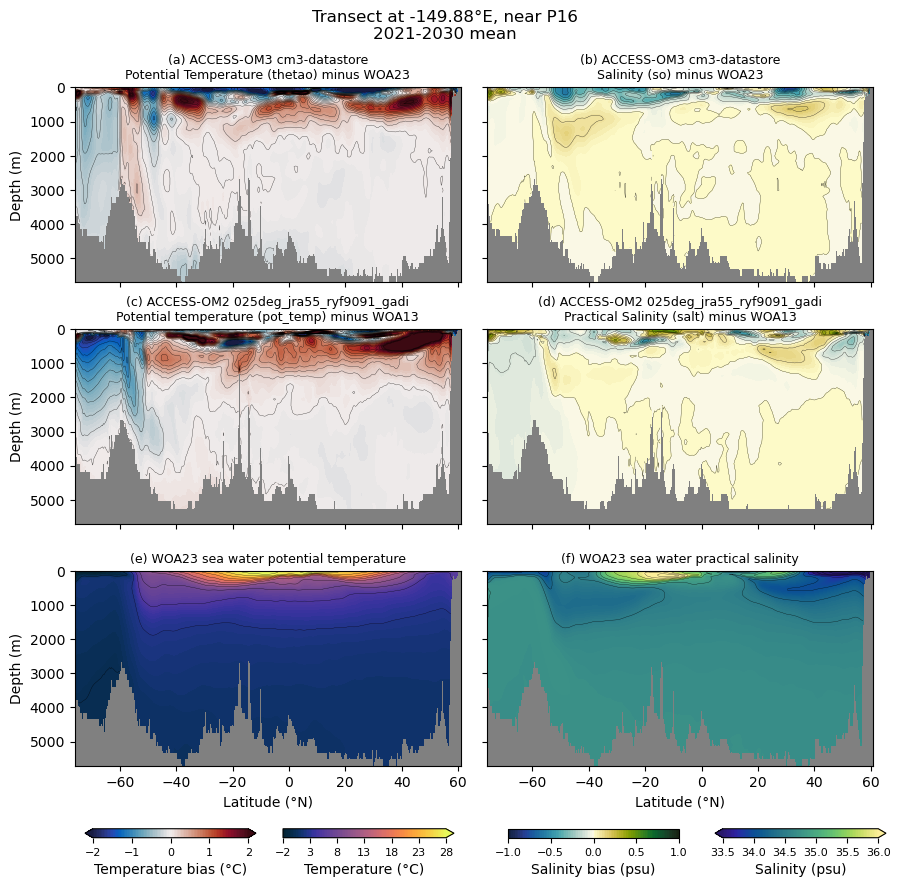 Transect at -149.88°E, near P16
2021-2030 mean
(a) ACCESS-OM3 cm3-datastore
Potential Temperature (thetao) minus WOA23
(b) ACCESS-OM3 cm3-datastore
Salinity (so) minus WOA23
0
1000
2000
3000
4000
5000
Depth (m)
(c) ACCESS-OM2 025deg_jra55_ryf9091_gadi
Potential temperature (pot_temp) minus WOA13
(d) ACCESS-OM2 025deg_jra55_ryf9091_gadi
Practical Salinity (salt) minus WOA13
0
1000
2000
3000
4000
5000
Depth (m)
(e) WOA23 sea water potential temperature
(f) WOA23 sea water practical salinity
0
1000
2000
3000
4000
5000
Depth (m)
−60 −40 −20 0 20 40 60
Latitude (°N)
−60 −40 −20 0 20 40 60
Latitude (°N)
−2 −1 0 1 2
Temperature bias (°C)
−2 3 8 13 18 23 28
Temperature (°C)
−1.0 −0.5 0.0 0.5 1.0
Salinity bias (psu)
33.5 34.0 34.5 35.0 35.5 36.0
Salinity (psu)